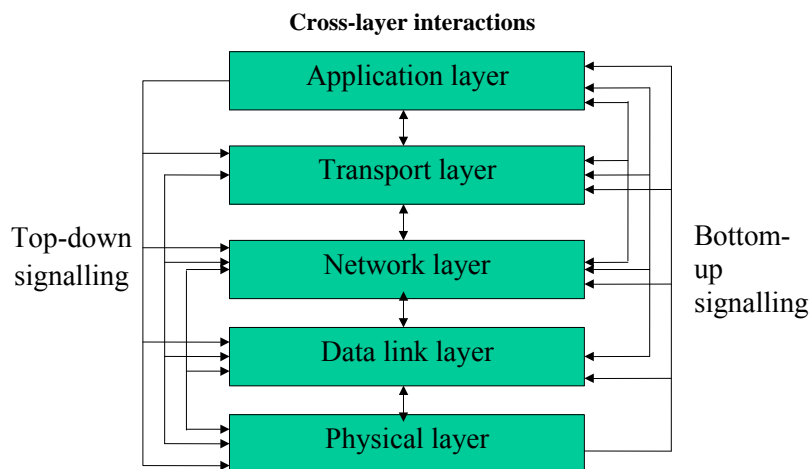 Cross-layer interactions
Application layer
Transport layer
Top-down
signalling
Network layer
Bottom-
up
signalling
Data link layer
Physical layer